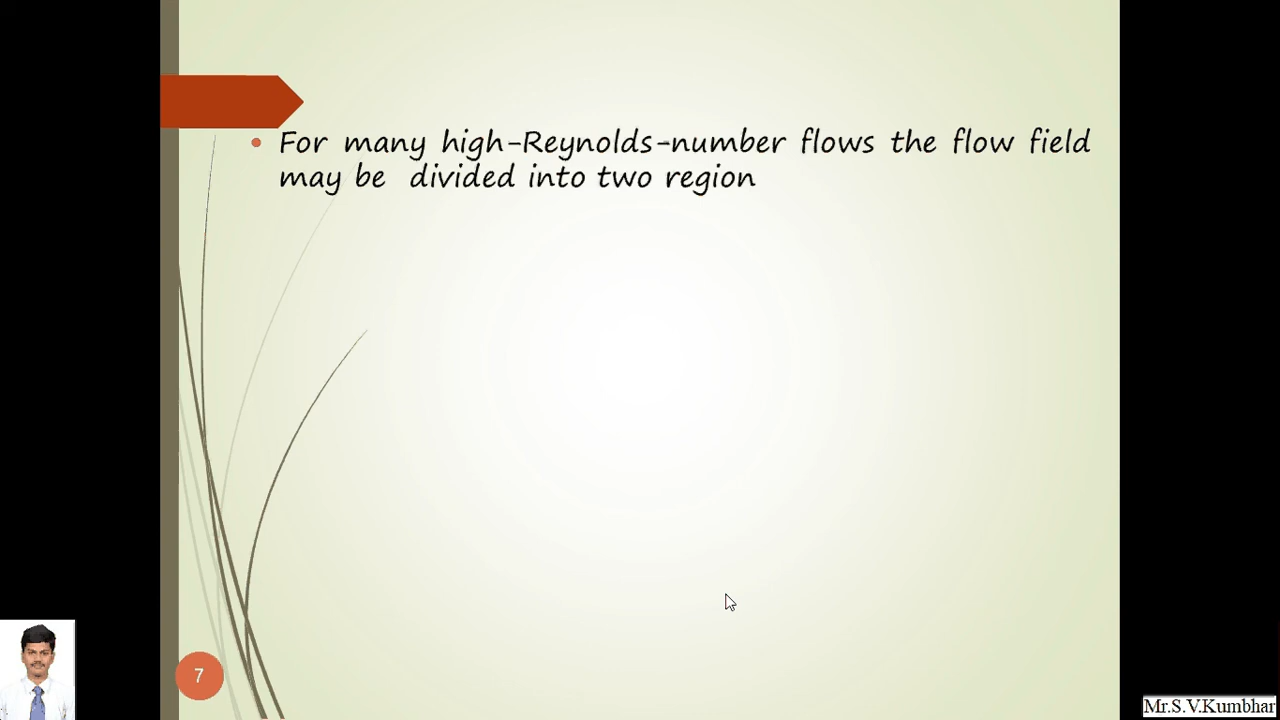 For many high-Reynolds-number flows the flow field
may be divided into two region
7
Mr.S.V.Kumbhar